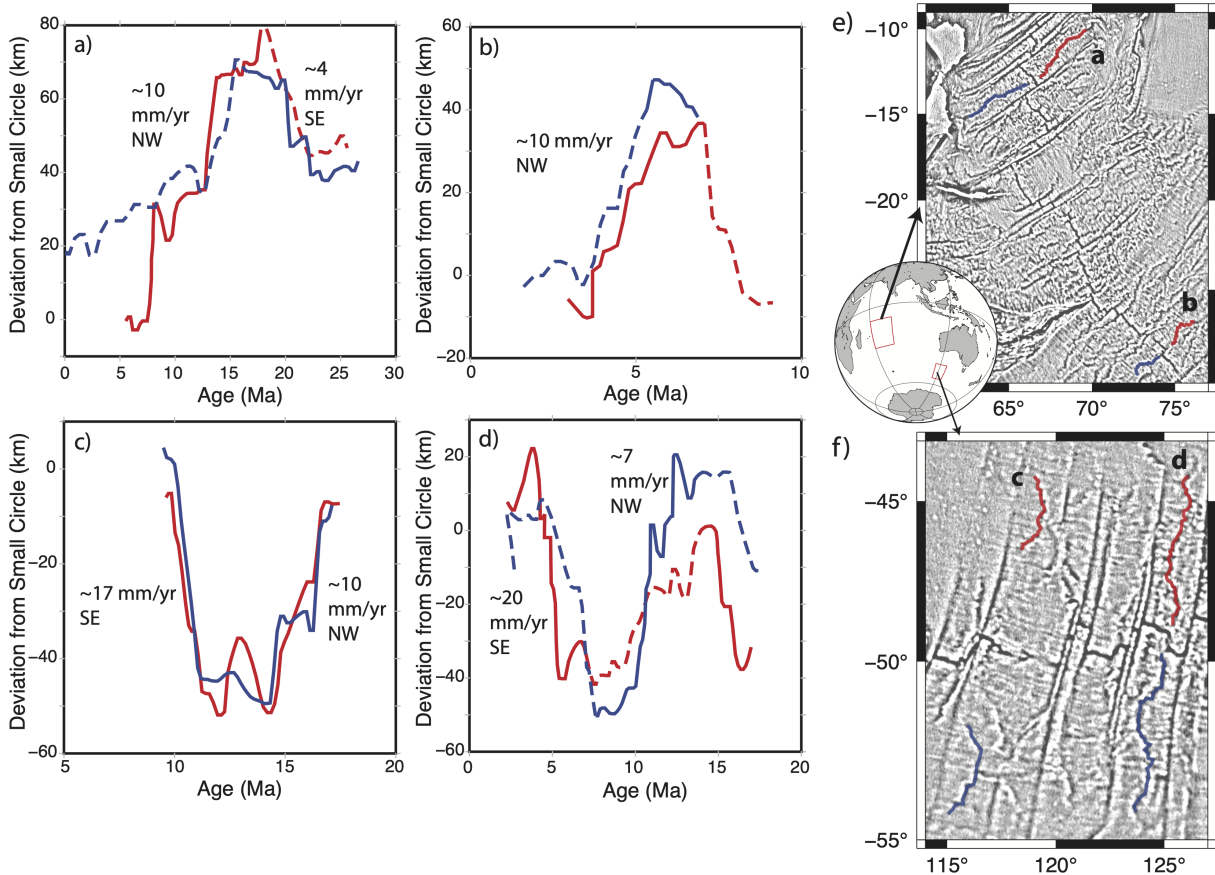 a)
Deviation from Small Circle (km)
80
60
40
20
0
~10
mm/yr
NW
~4
mm/yr
SE
0 5 10 15 20 25 30
Age (Ma)
b)
Deviation from Small Circle (km)
60
40
20
0
−20
~10 mm/yr
NW
5 10
Age (Ma)
c)
Deviation from Small Circle (km)
0
−20
−40
−60
~17 mm/yr
SE
~10
mm/yr
NW
5 10 15 20
Age (Ma)
d)
Deviation from Small Circle (km)
20
0
−20
−40
−60
~7
mm/yr
NW
~20
mm/yr
SE
0 5 10 15 20
Age (Ma)
e)
−10°
−15°
−20°
a
b
65° 70° 75°
f)
−45°
−50°
−55°
c
d
115° 120° 125°